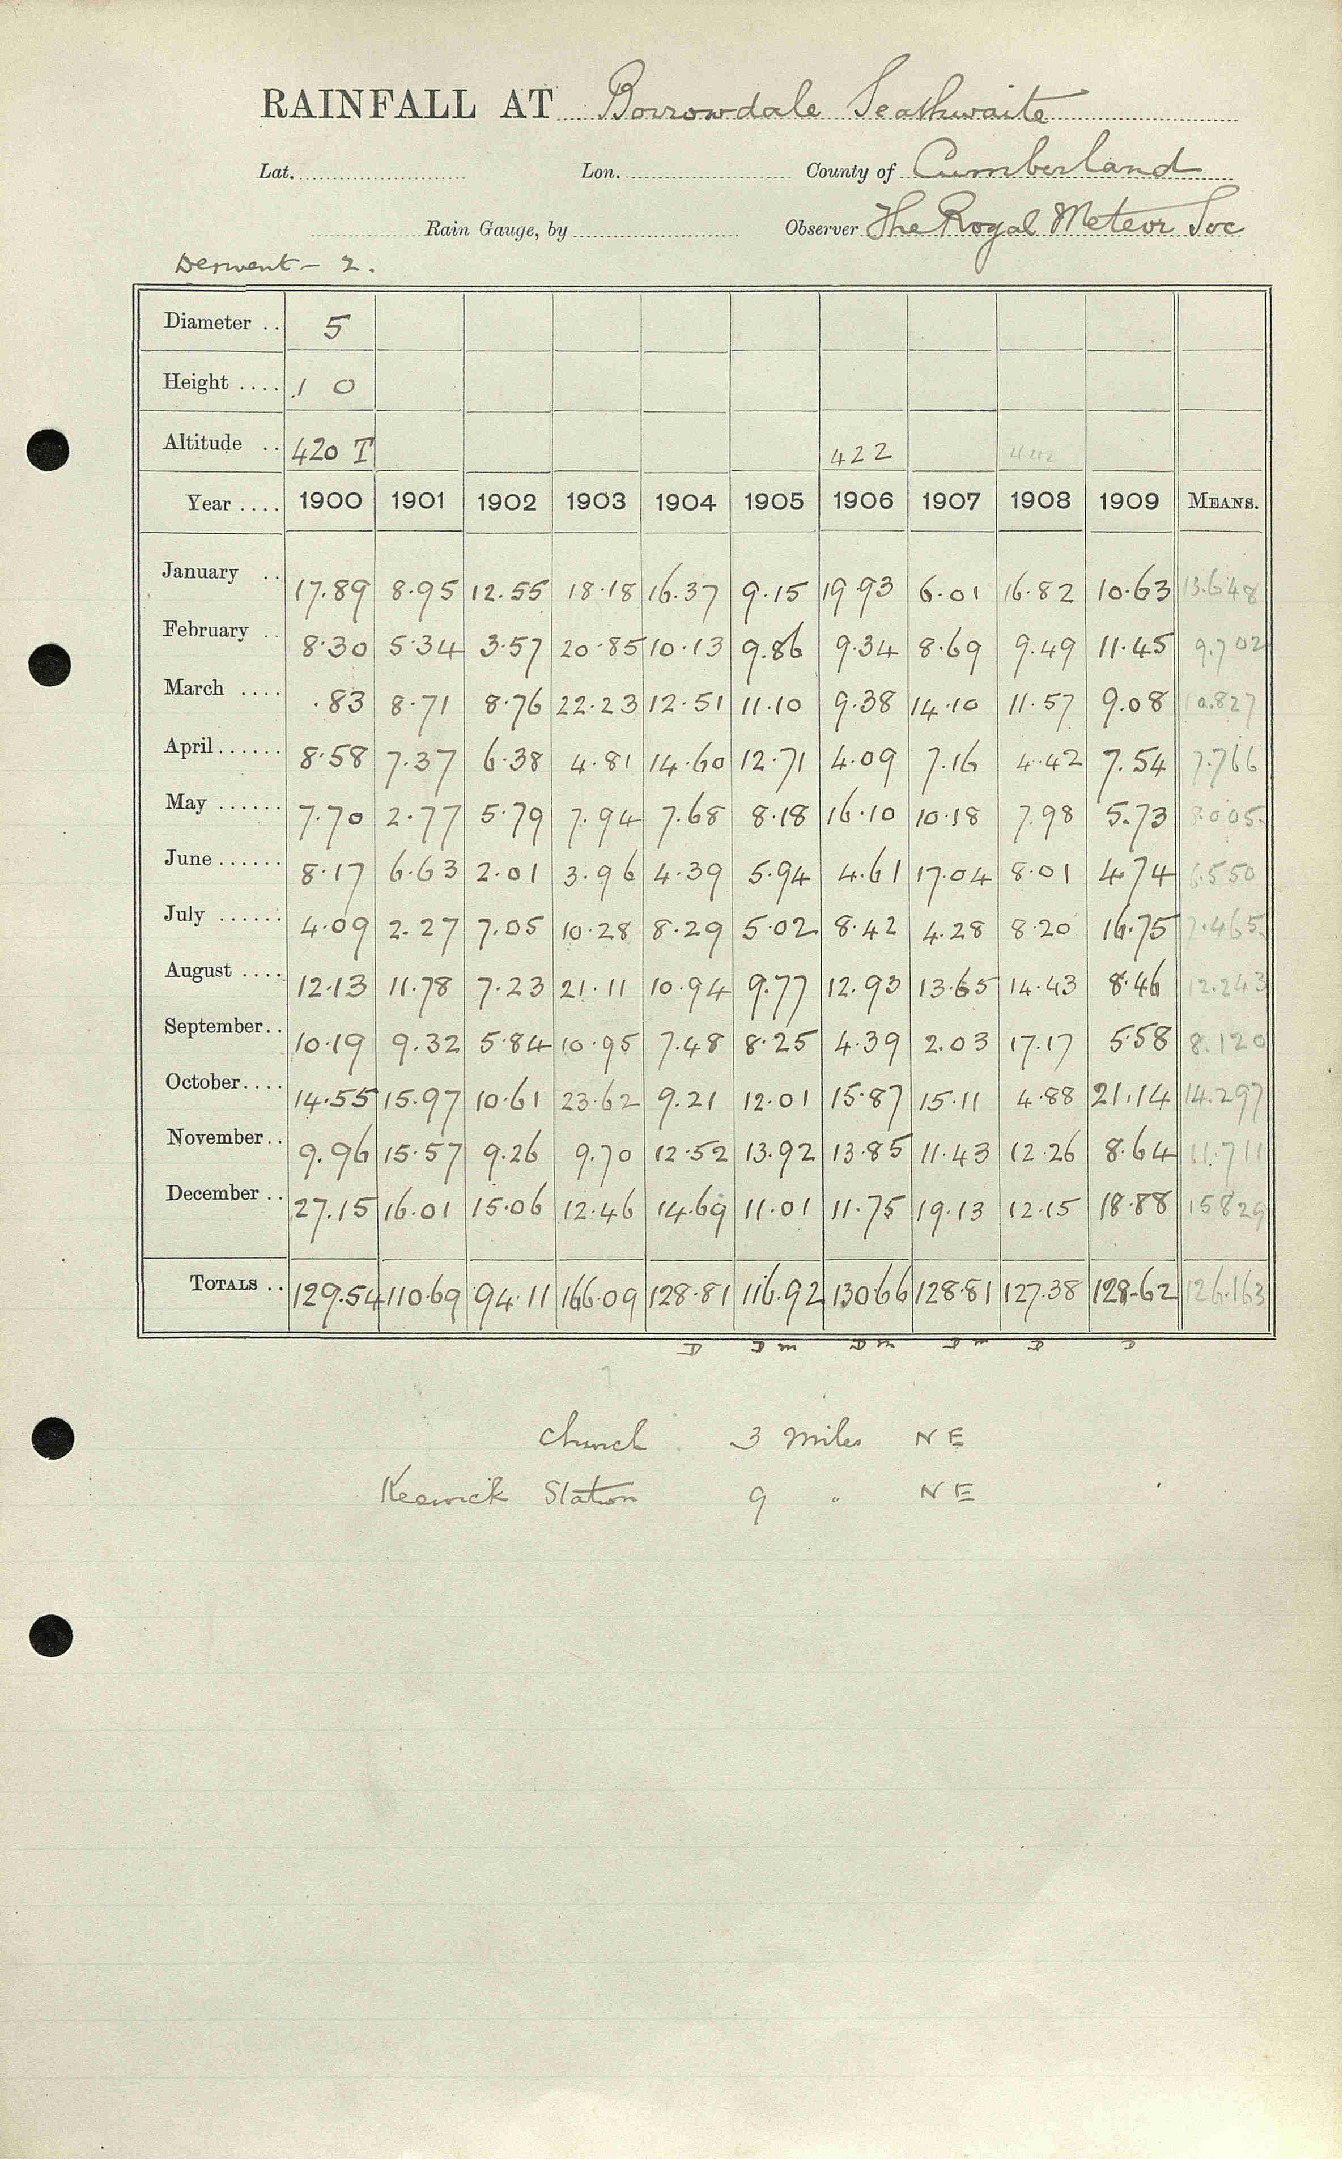 RAINFALL AT Borrowdale Seathwaite
Lat. Lon. County of Cumberland
Rain Gauge, by Observer The Royal Meteor Soc
Derwent - 2.
Diameter .. 5
Height .... 1 0
Altitude .. 420 T 422 442
Year .... 1900 1901 1902 1903 1904 1905 1906 1907 1908 1909 MEANS.
January .. 17.89 8.95 12.55 18.18 16.37 9.15 19.93 6.01 16.82 10.63 13.648
February .. 8.30 5.34 3.57 20.85 10.13 9.86 9.34 8.69 9.49 11.45 9.702
March .... .83 8.71 8.76 22.23 12.51 11.10 9.38 14.10 11.57 9.08 10.827
April...... 8.58 7.37 6.38 4.81 14.60 12.71 4.09 7.16 4.42 7.54 7.766
May ...... 7.70 2.77 5.79 7.94 7.68 8.18 16.10 10.18 7.98 5.73 8.005
June ...... 8.17 6.63 2.01 3.96 4.39 5.94 4.61 17.04 8.01 4.74 6.550
July ...... 4.09 2.27 7.05 10.28 8.29 5.02 8.42 4.28 8.20 16.75 7.465
August .... 12.13 11.78 7.23 21.11 10.94 9.77 12.93 13.65 14.43 8.46 12.243
September.. 10.19 9.32 5.84 10.95 7.48 8.25 4.39 2.03 17.17 5.58 8.120
October.... 14.55 15.97 10.61 23.62 9.21 12.01 15.87 15.11 4.88 21.14 14.297
November.. 9.96 15.57 9.26 9.70 12.52 13.92 13.85 11.43 12.26 8.64 11.711
December .. 27.15 16.01 15.06 12.46 14.69 11.01 11.75 19.13 12.15 18.88 15.829
TOTALS .. 129.54 110.69 94.11 166.09 128.81 116.92 130.66 128.81 127.38 128.62 126.163
D D m D m D m D D
Church 3 miles NE
Keswick Station 9 " NE